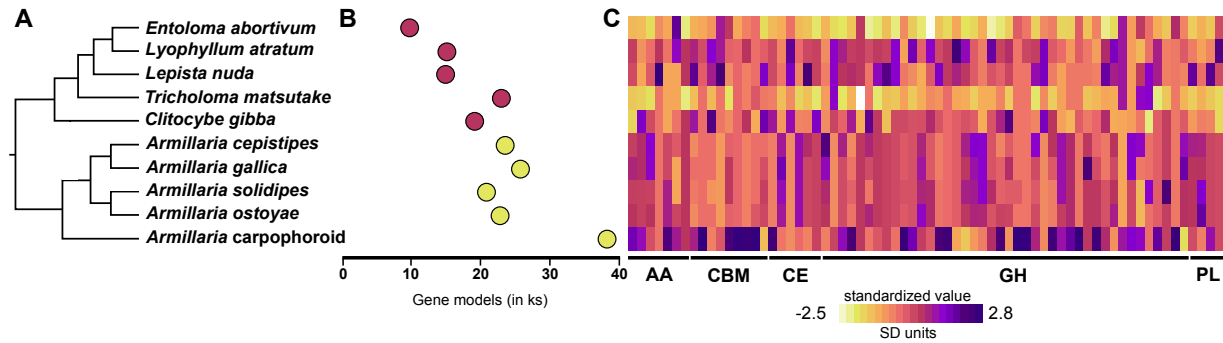 A
B
C
Entoloma abortivum
Lyophyllum atratum
Lepista nuda
Tricholoma matsutake
Clitocybe gibba
Armillaria cepistipes
Armillaria gallica
Armillaria solidipes
Armillaria ostoyae
Armillaria carpophoroid
0 10 20 30 40
Gene models (in ks)
AA CBM CE GH PL
standardized value
-2.5 2.8
SD units